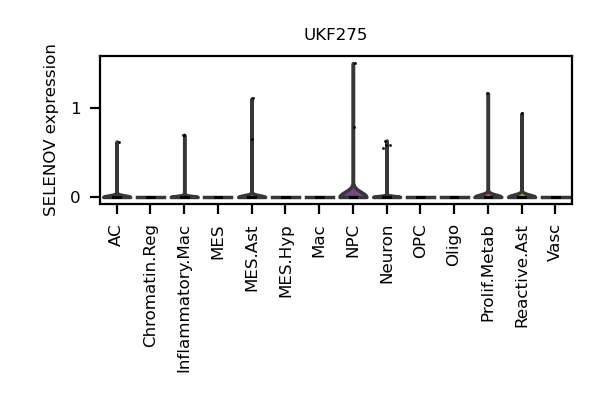 UKF275
SELENOV expression
1
0
AC
Chromatin.Reg
Inflammatory.Mac
MES
MES.Ast
MES.Hyp
Mac
NPC
Neuron
OPC
Oligo
Prolif.Metab
Reactive.Ast
Vasc